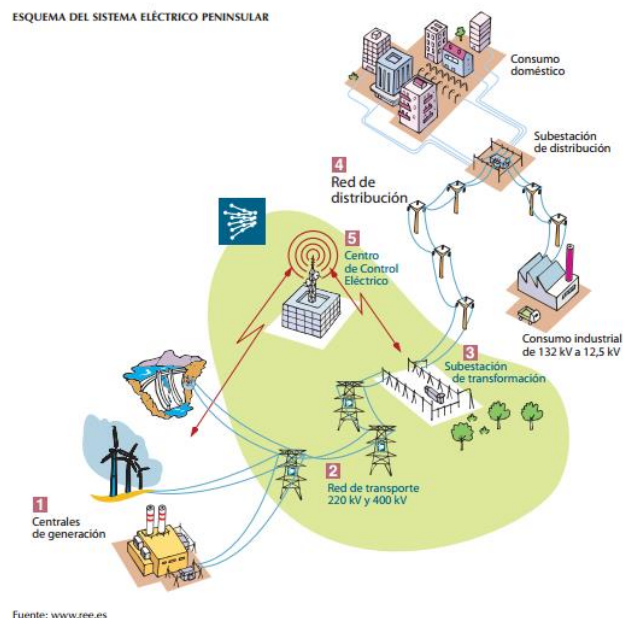 ESQUEMA DEL SISTEMA ELÉCTRICO PENINSULAR
Consumo
doméstico
Subestación
de distribución
4
Red de
distribución
5
Centro
de Control
Eléctrico
Consumo industrial
de 132 kV a 12,5 kV
3
Subestación
de transformación
2
Red de transporte
220 kV y 400 kV
1
Centrales
de generación
Fuente: www.ree.es